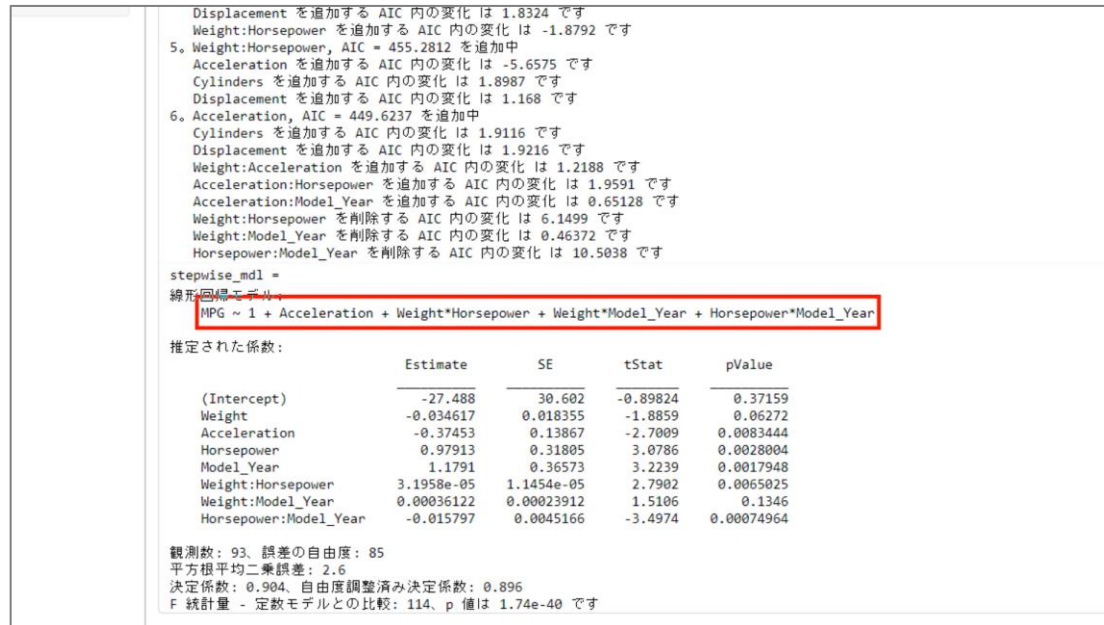 Displacement を追加する AIC 内の変化 は 1.8324 です
Weight:Horsepower を追加する AIC 内の変化 は -1.8792 です
5。Weight:Horsepower, AIC = 455.2812 を追加中
Acceleration を追加する AIC 内の変化 は -5.6575 です
Cylinders を追加する AIC 内の変化 は 1.8987 です
Displacement を追加する AIC 内の変化 は 1.168 です
6。Acceleration, AIC = 449.6237 を追加中
Cylinders を追加する AIC 内の変化 は 1.9116 です
Displacement を追加する AIC 内の変化 は 1.9216 です
Weight:Acceleration を追加する AIC 内の変化 は 1.2188 です
Acceleration:Horsepower を追加する AIC 内の変化 は 1.9591 です
Acceleration:Model_Year を追加する AIC 内の変化 は 0.65128 です
Weight:Horsepower を削除する AIC 内の変化 は 6.1499 です
Weight:Model_Year を削除する AIC 内の変化 は 0.46372 です
Horsepower:Model_Year を削除する AIC 内の変化 は 10.5038 です
stepwise_mdl =
線形回帰モデル:
MPG ~ 1 + Acceleration + Weight*Horsepower + Weight*Model_Year + Horsepower*Model_Year
推定された係数:
Estimate SE tStat pValue
(Intercept) -27.488 30.602 -0.89824 0.37159
Weight -0.034617 0.018355 -1.8859 0.06272
Acceleration -0.37453 0.13867 -2.7009 0.0083444
Horsepower 0.97913 0.31805 3.0786 0.0028004
Model_Year 1.1791 0.36573 3.2239 0.0017948
Weight:Horsepower 3.1958e-05 1.1454e-05 2.7902 0.0065025
Weight:Model_Year 0.00036122 0.00023912 1.5106 0.1346
Horsepower:Model_Year -0.015797 0.0045166 -3.4974 0.00074964
観測数: 93、誤差の自由度: 85
平方根平均二乗誤差: 2.6
決定係数: 0.904、自由度調整済み決定係数: 0.896
F 統計量 - 定数モデルとの比較: 114、p 値は 1.74e-40 です